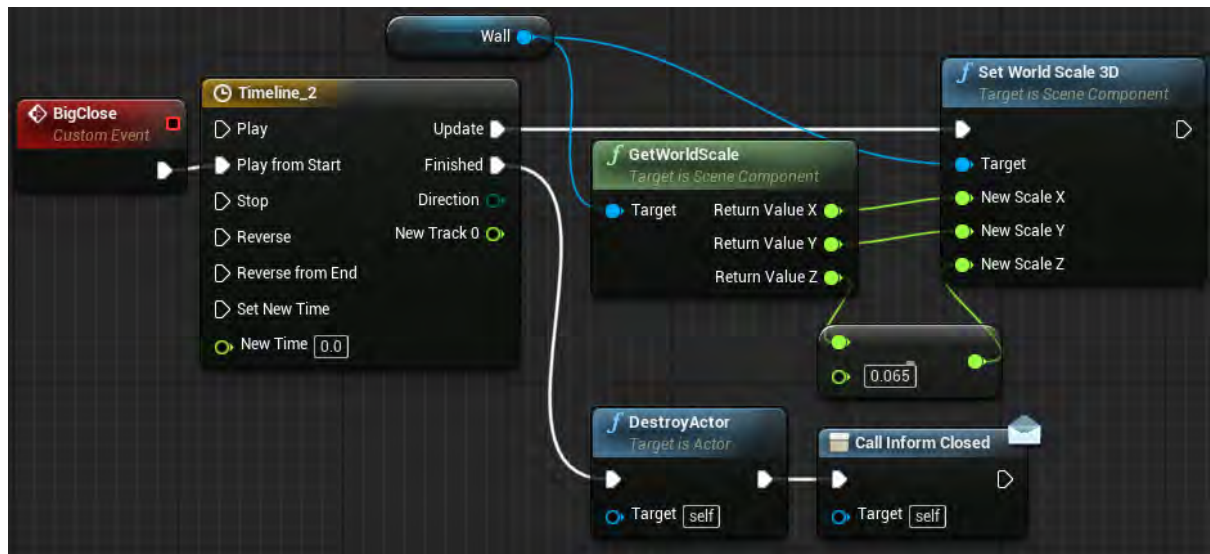 Wall
BigClose
Custom Event
Timeline_2
Play
Play from Start
Stop
Reverse
Reverse from End
Set New Time
New Time 0.0
Update
Finished
Direction
New Track 0
f GetWorldScale
Target is Scene Component
Target
Return Value X
Return Value Y
Return Value Z
f Set World Scale 3D
Target is Scene Component
Target
New Scale X
New Scale Y
New Scale Z
0.065
f DestroyActor
Target is Actor
Target self
Call Inform Closed
Target self